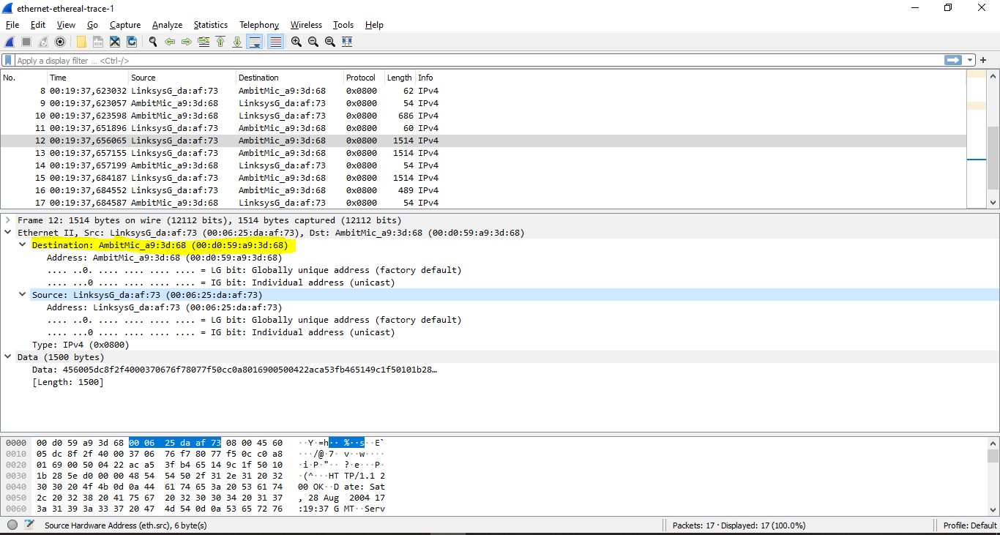 ethernet-ethereal-trace-1
File Edit View Go Capture Analyze Statistics Telephony Wireless Tools Help
Apply a display filter ... <Ctrl-/>
No. Time Source Destination Protocol Length Info
8 00:19:37,623032 LinksysG_da:af:73 AmbitMic_a9:3d:68 0x0800 62 IPv4
9 00:19:37,623057 AmbitMic_a9:3d:68 LinksysG_da:af:73 0x0800 54 IPv4
10 00:19:37,623598 AmbitMic_a9:3d:68 LinksysG_da:af:73 0x0800 686 IPv4
11 00:19:37,651896 LinksysG_da:af:73 AmbitMic_a9:3d:68 0x0800 60 IPv4
12 00:19:37,656065 LinksysG_da:af:73 AmbitMic_a9:3d:68 0x0800 1514 IPv4
13 00:19:37,657155 LinksysG_da:af:73 AmbitMic_a9:3d:68 0x0800 1514 IPv4
14 00:19:37,657199 AmbitMic_a9:3d:68 LinksysG_da:af:73 0x0800 54 IPv4
15 00:19:37,684187 LinksysG_da:af:73 AmbitMic_a9:3d:68 0x0800 1514 IPv4
16 00:19:37,684552 LinksysG_da:af:73 AmbitMic_a9:3d:68 0x0800 489 IPv4
17 00:19:37,684587 AmbitMic_a9:3d:68 LinksysG_da:af:73 0x0800 54 IPv4
Frame 12: 1514 bytes on wire (12112 bits), 1514 bytes captured (12112 bits)
Ethernet II, Src: LinksysG_da:af:73 (00:06:25:da:af:73), Dst: AmbitMic_a9:3d:68 (00:d0:59:a9:3d:68)
Destination: AmbitMic_a9:3d:68 (00:d0:59:a9:3d:68)
Address: AmbitMic_a9:3d:68 (00:d0:59:a9:3d:68)
.... ..0. .... .... .... .... = LG bit: Globally unique address (factory default)
.... ...0 .... .... .... .... = IG bit: Individual address (unicast)
Source: LinksysG_da:af:73 (00:06:25:da:af:73)
Address: LinksysG_da:af:73 (00:06:25:da:af:73)
.... ..0. .... .... .... .... = LG bit: Globally unique address (factory default)
.... ...0 .... .... .... .... = IG bit: Individual address (unicast)
Type: IPv4 (0x0800)
Data (1500 bytes)
Data: 456005dc8f2f4000370676f78077f50cc0a8016900500422aca53fb465149c1f50101b28…
[Length: 1500]
0000 00 d0 59 a9 3d 68 00 06 25 da af 73 08 00 45 60 ··Y·=h·· %··s··E`
0010 05 dc 8f 2f 40 00 37 06 76 f7 80 77 f5 0c c0 a8 ···/@·7· v··w····
0020 01 69 00 50 04 22 ac a5 3f b4 65 14 9c 1f 50 10 ·i·P·"·· ?·e···P·
0030 1b 28 5e d0 00 00 48 54 54 50 2f 31 2e 31 20 32 ·(^···HT TP/1.1 2
0040 30 30 20 4f 4b 0d 0a 44 61 74 65 3a 20 53 61 74 00 OK··D ate: Sat
0050 2c 20 32 38 20 41 75 67 20 32 30 30 34 20 31 37 , 28 Aug  2004 17
0060 3a 31 39 3a 33 37 20 47 4d 54 0d 0a 53 65 72 76 :19:37 G MT··Serv
Source Hardware Address (eth.src), 6 byte(s) Packets: 17 · Displayed: 17 (100.0%) Profile: Default